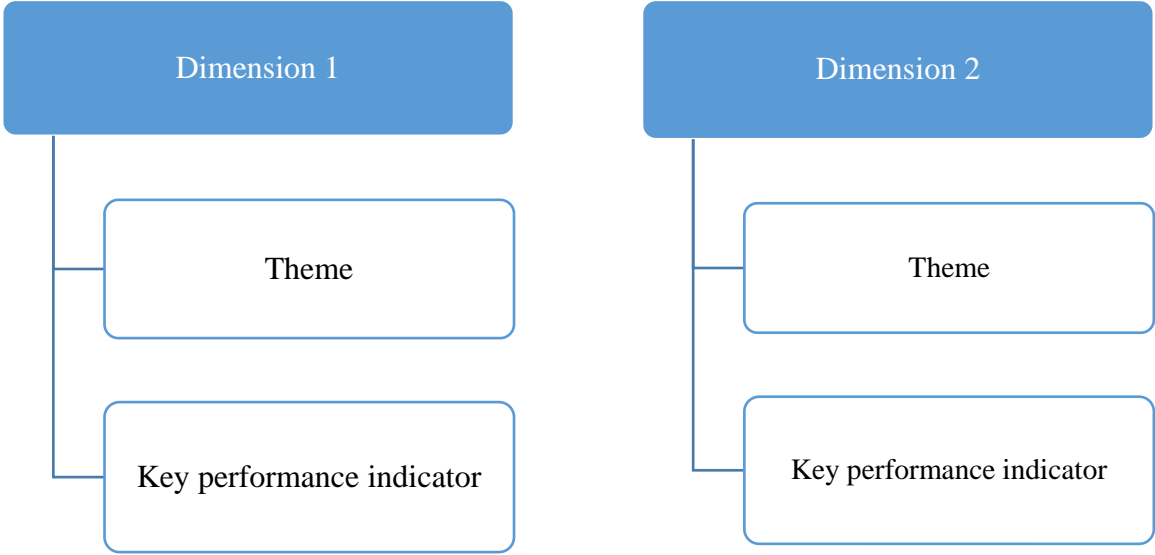 Dimension 1
Theme
Key performance indicator
Dimension 2
Theme
Key performance indicator